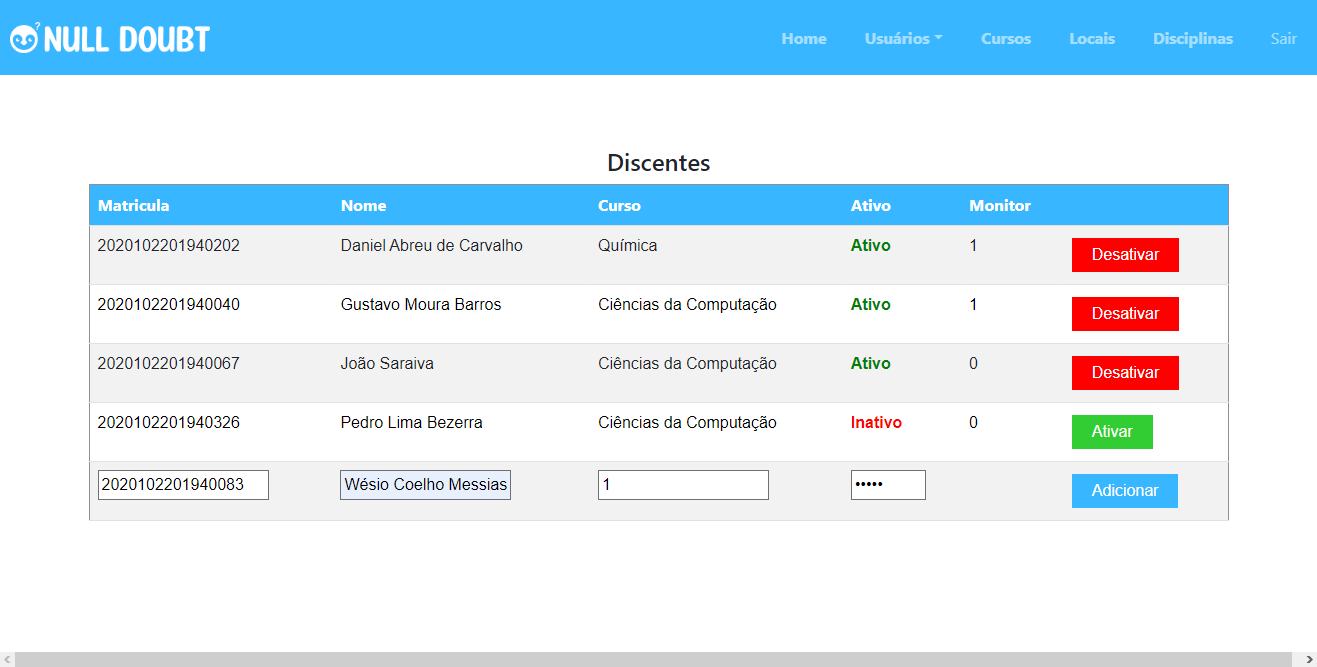 ? NULL DOUBT Home Usuários Cursos Locais Disciplinas Sair
Discentes
Matricula Nome Curso Ativo Monitor
2020102201940202 Daniel Abreu de Carvalho Química Ativo 1 Desativar
2020102201940040 Gustavo Moura Barros Ciências da Computação Ativo 1 Desativar
2020102201940067 João Saraiva Ciências da Computação Ativo 0 Desativar
2020102201940326 Pedro Lima Bezerra Ciências da Computação Inativo 0 Ativar
2020102201940083 Wésio Coelho Messias 1 ••••• Adicionar